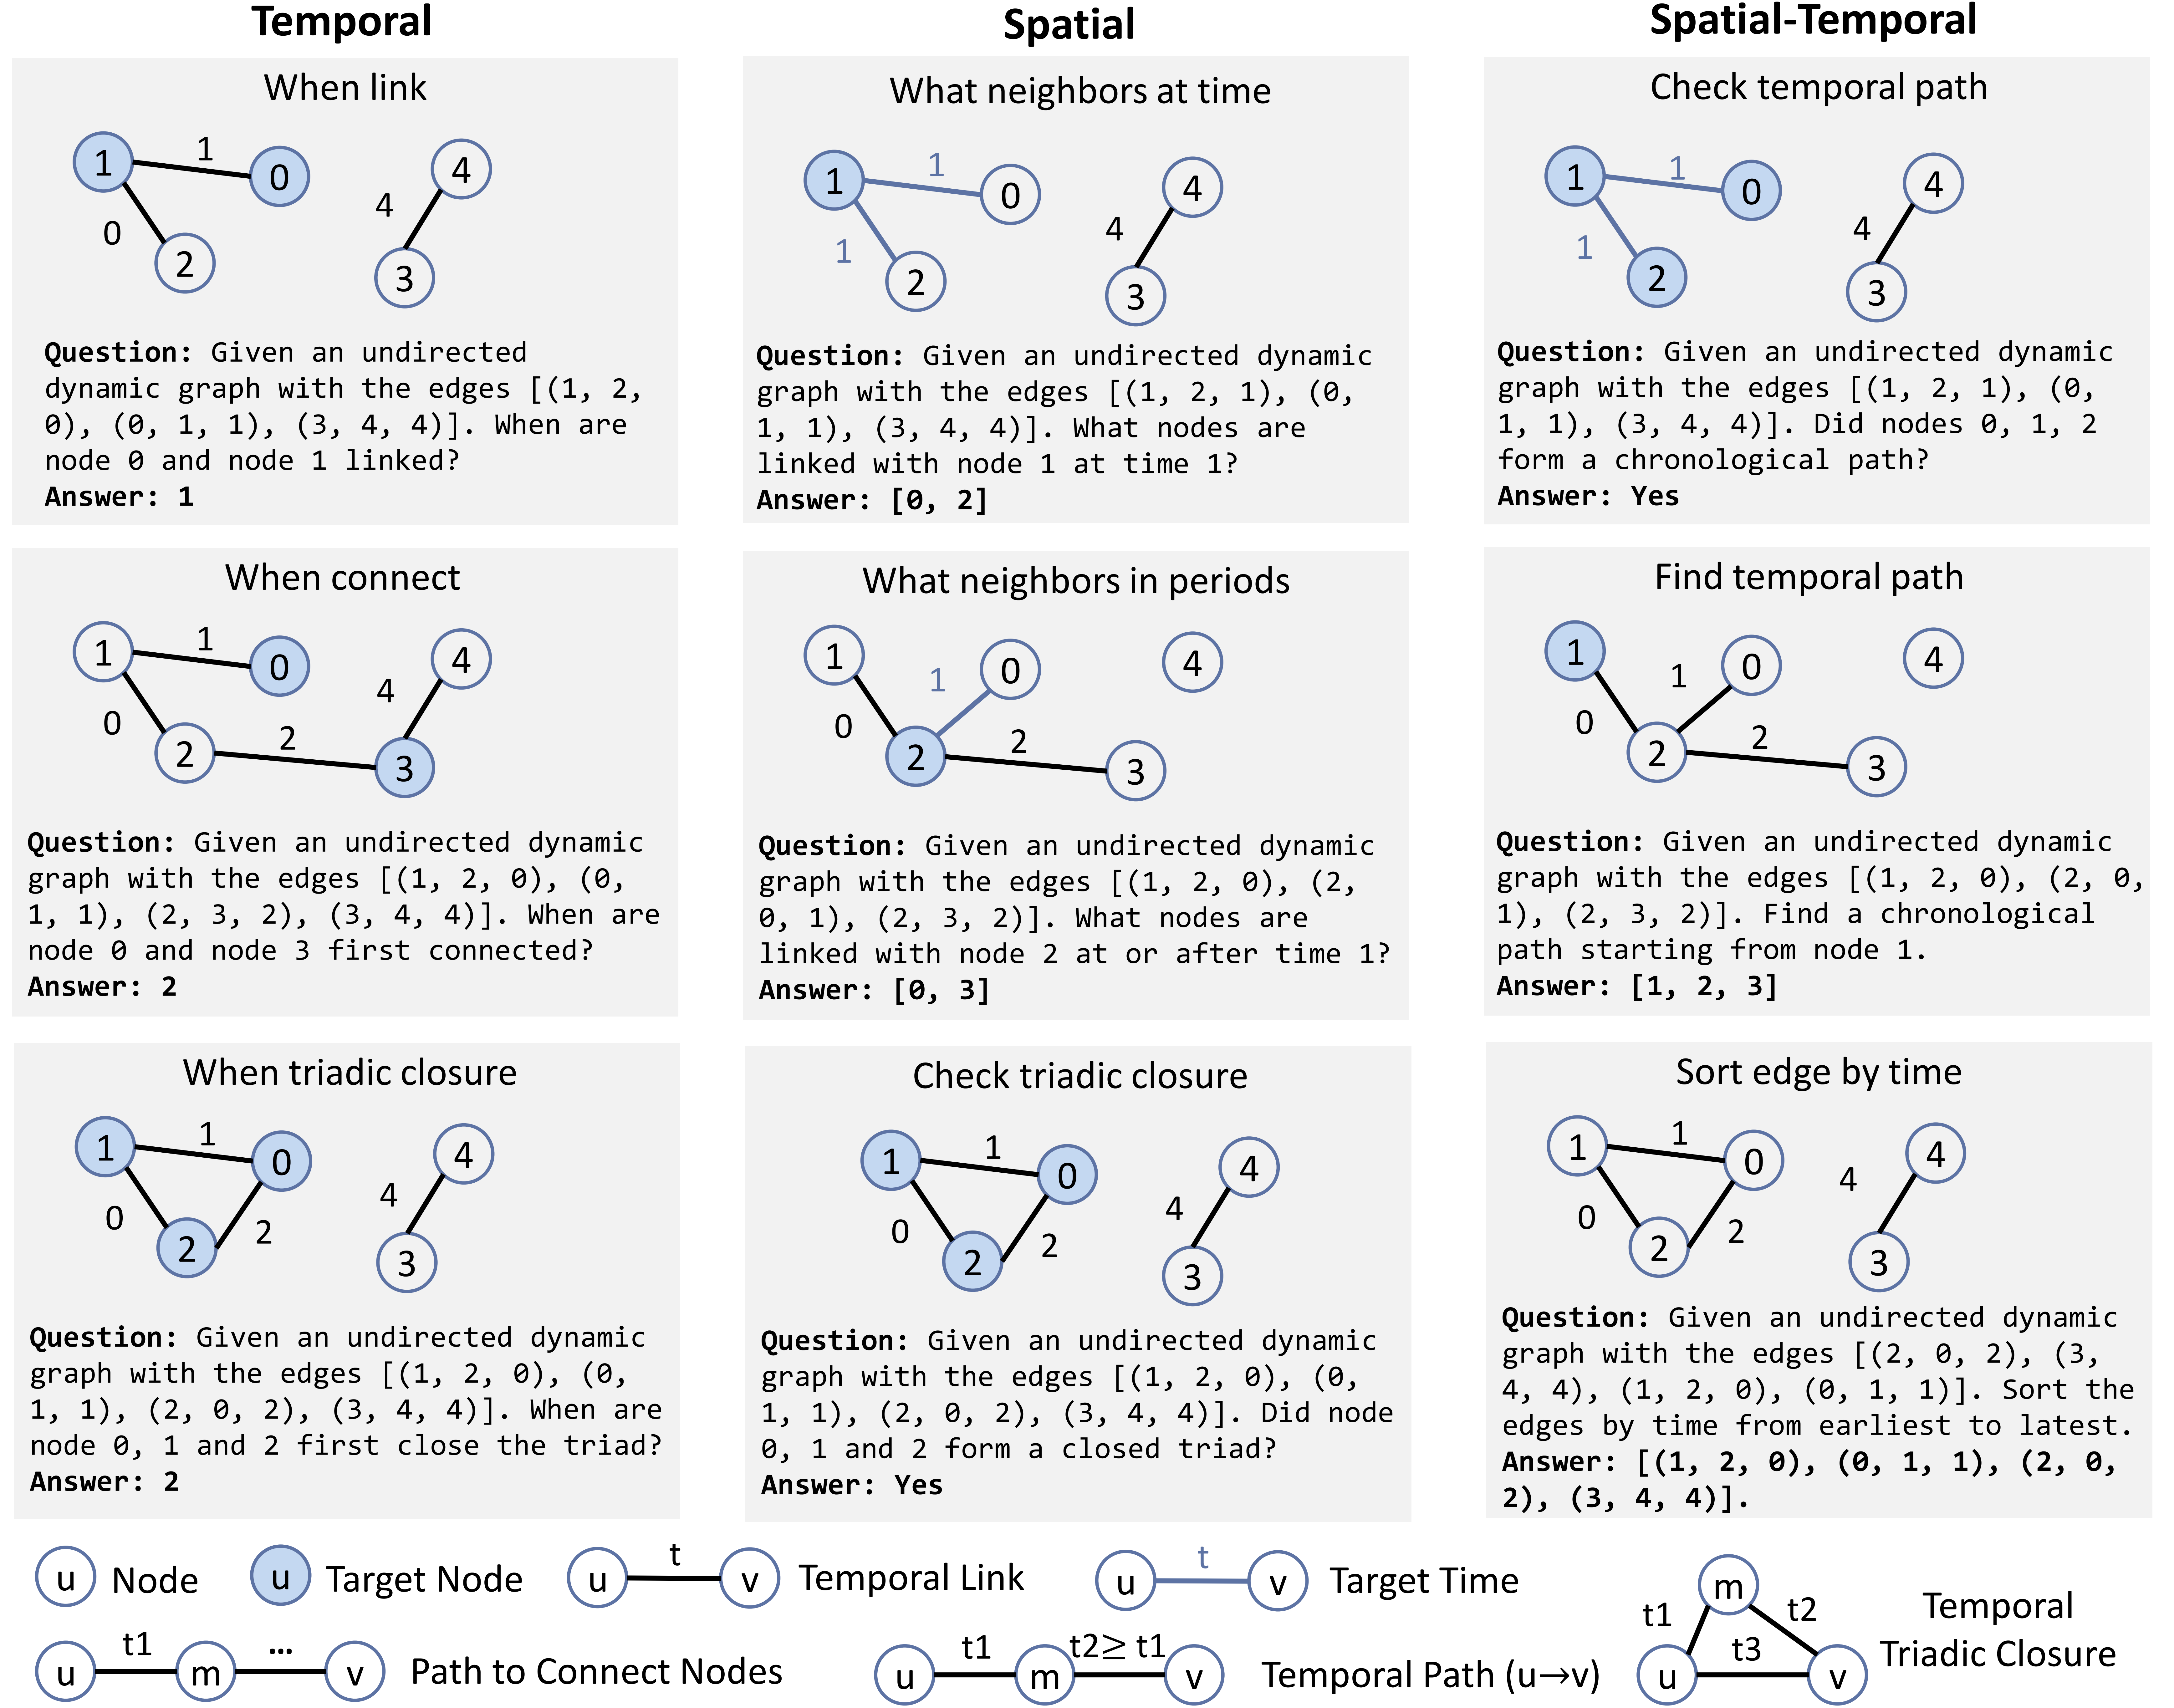 Temporal
When link
1
1
0
4
4
0
2
3
Question: Given an undirected
dynamic graph with the edges [(1, 2,
0), (0, 1, 1), (3, 4, 4)]. When are
node 0 and node 1 linked?
Answer: 1
When connect
1
1
0
4
4
0
2
2
3
Question: Given an undirected dynamic
graph with the edges [(1, 2, 0), (0,
1, 1), (2, 3, 2), (3, 4, 4)]. When are
node 0 and node 3 first connected?
Answer: 2
When triadic closure
1
1
0
4
4
0
2
2
3
Question: Given an undirected dynamic
graph with the edges [(1, 2, 0), (0,
1, 1), (2, 0, 2), (3, 4, 4)]. When are
node 0, 1 and 2 first close the triad?
Answer: 2
Spatial
What neighbors at time
1
1
0
4
4
1
2
3
Question: Given an undirected dynamic
graph with the edges [(1, 2, 1), (0,
1, 1), (3, 4, 4)]. What nodes are
linked with node 1 at time 1?
Answer: [0, 2]
What neighbors in periods
1
1
0
4
0
2
2
3
Question: Given an undirected dynamic
graph with the edges [(1, 2, 0), (2,
0, 1), (2, 3, 2)]. What nodes are
linked with node 2 at or after time 1?
Answer: [0, 3]
Check triadic closure
1
1
0
4
4
0
2
2
3
Question: Given an undirected dynamic
graph with the edges [(1, 2, 0), (0,
1, 1), (2, 0, 2), (3, 4, 4)]. Did node
0, 1 and 2 form a closed triad?
Answer: Yes
Spatial-Temporal
Check temporal path
1
1
0
4
4
1
2
3
Question: Given an undirected dynamic
graph with the edges [(1, 2, 1), (0,
1, 1), (3, 4, 4)]. Did nodes 0, 1, 2
form a chronological path?
Answer: Yes
Find temporal path
1
1
0
4
0
2
2
3
Question: Given an undirected dynamic
graph with the edges [(1, 2, 0), (2, 0,
1), (2, 3, 2)]. Find a chronological
path starting from node 1.
Answer: [1, 2, 3]
Sort edge by time
1
1
0
4
4
0
2
2
3
Question: Given an undirected dynamic
graph with the edges [(2, 0, 2), (3,
4, 4), (1, 2, 0), (0, 1, 1)]. Sort the
edges by time from earliest to latest.
Answer: [(1, 2, 0), (0, 1, 1), (2, 0,
2), (3, 4, 4)].
u Node
u Target Node
u t v Temporal Link
u t v Target Time
u t1 m ... v Path to Connect Nodes
u t1 m t2≥ t1 v Temporal Path (u→v)
m
t1 t2
u t3 v
Temporal
Triadic Closure